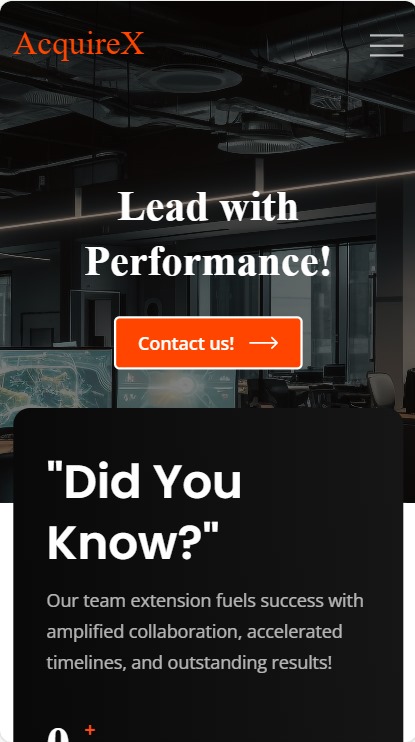 AcquireX
Lead with
Performance!
Contact us!
"Did You
Know?"
Our team extension fuels success with
amplified collaboration, accelerated
timelines, and outstanding results!
0 +